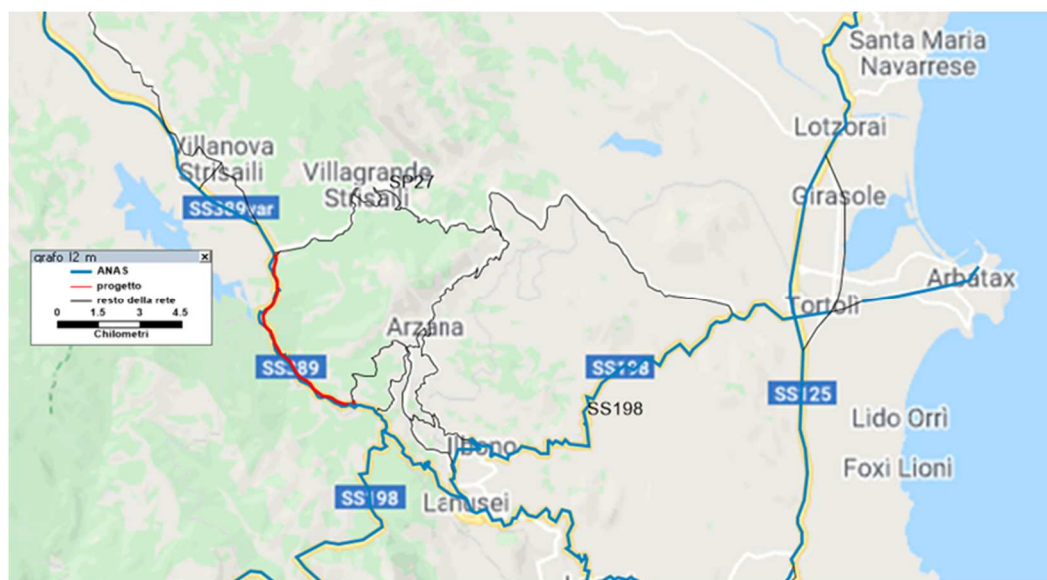 Santa Maria
Navarrese
Lotzorai
Villanova
Strisaili
Villagrande
Strisaili
SP27
Girasole
SS389var
grafo 12_m
ANAS
progetto
resto della rete
0 1.5 3 4.5
Chilometri
Arbatax
Tortolì
Arzana
SS389
SS198
SS125
SS198
Lido Orrì
Ilbono
Foxi Lioni
SS198
Lanusei